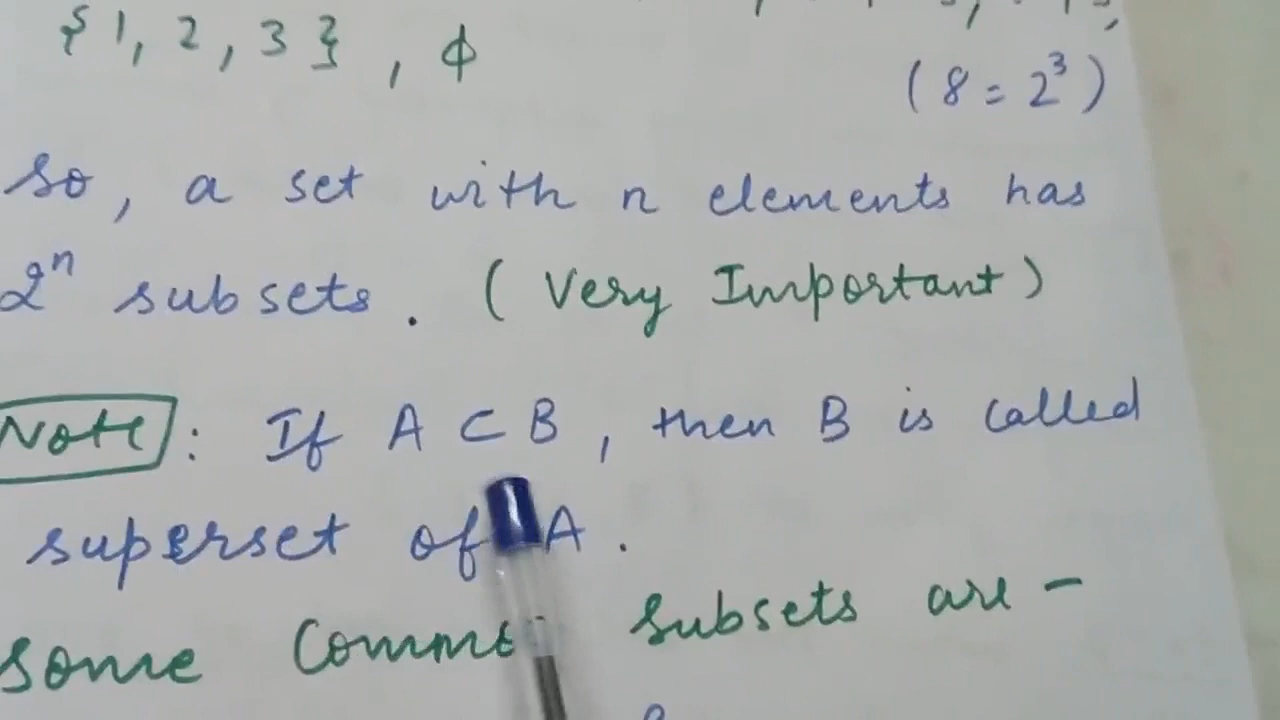 {1, 2, 3}, ϕ
(8 = 2³)
so, a set with n elements has
2ⁿ subsets. (Very Important)
Note: If A ⊂ B, then B is called
superset of A.
some subsets are -